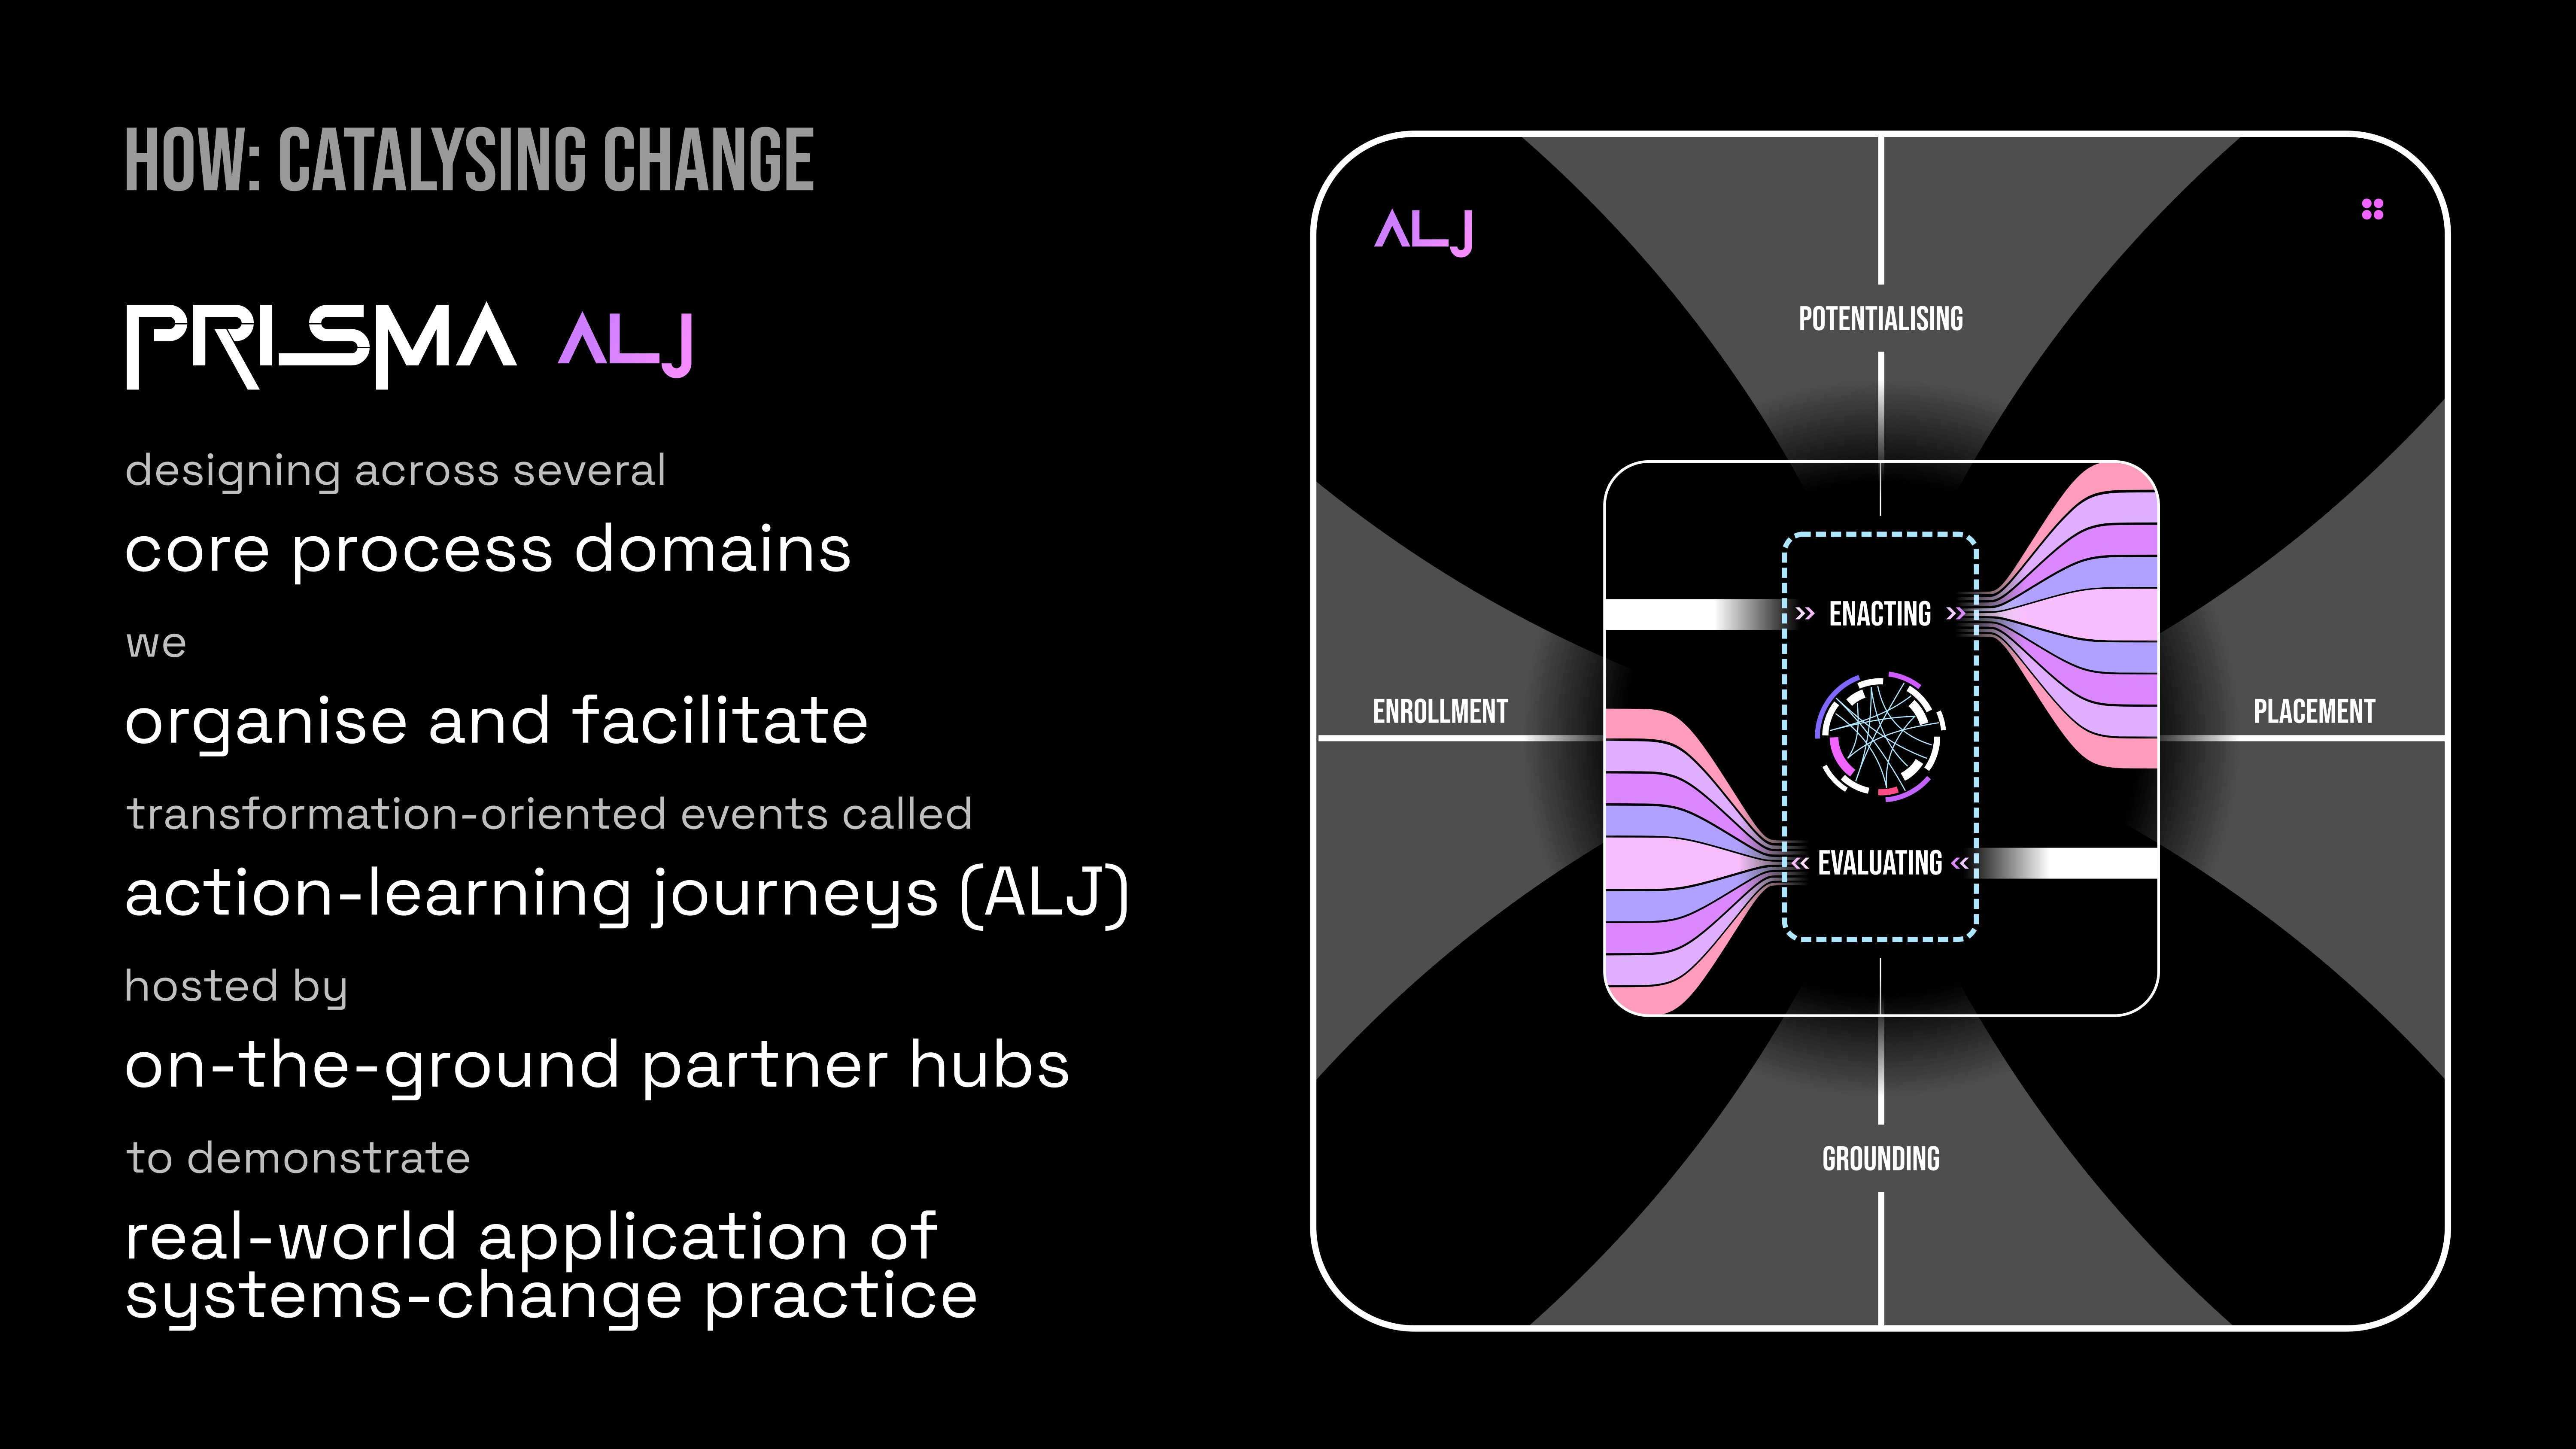 HOW: CATALYSING CHANGE
PRISMA ALJ
designing across several
core process domains
we
organise and facilitate
transformation-oriented events called
action-learning journeys (ALJ)
hosted by
on-the-ground partner hubs
to demonstrate
real-world application of
systems-change practice
ALJ
POTENTIALISING
ENACTING
ENROLLMENT
PLACEMENT
EVALUATING
GROUNDING